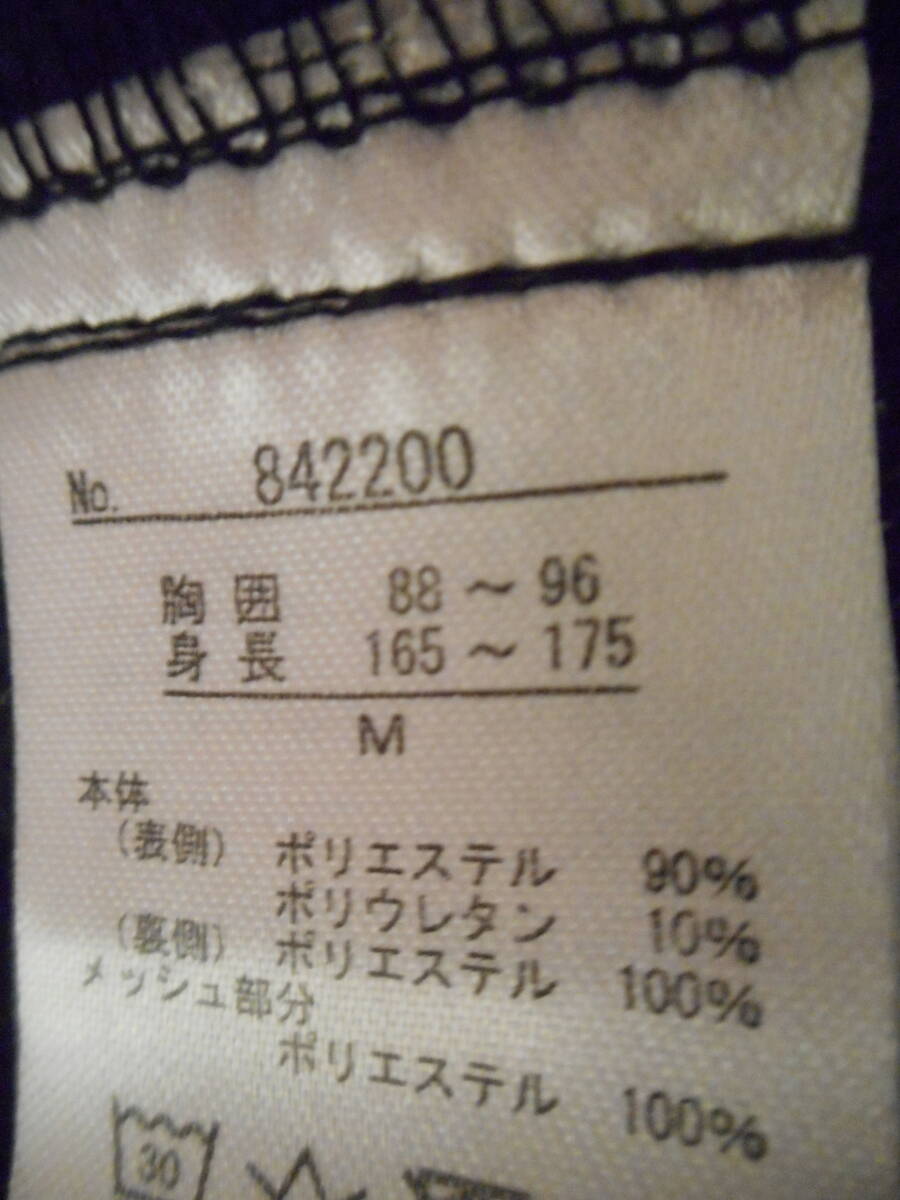 No. 842200
胸囲 88～96
身長 165～175
M
本体
(表側) ポリエステル 90%
ポリウレタン 10%
(裏側) ポリエステル 100%
メッシュ部分
ポリエステル 100%
30